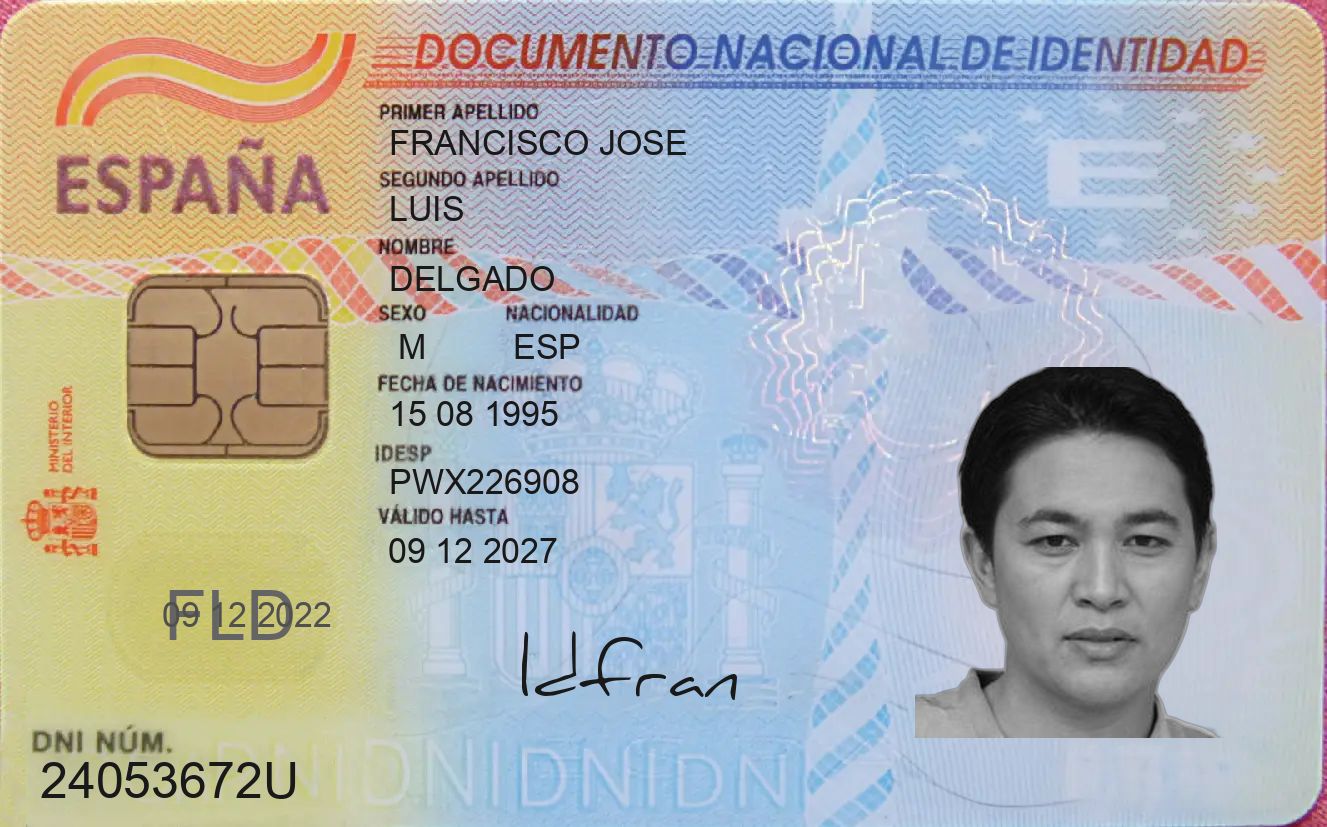 DOCUMENTO NACIONAL DE IDENTIDAD
ESPAÑA
PRIMER APELLIDO
FRANCISCO JOSE
SEGUNDO APELLIDO
LUIS
NOMBRE
DELGADO
SEXO NACIONALIDAD
M ESP
FECHA DE NACIMIENTO
15 08 1995
IDESP
PWX226908
VÁLIDO HASTA
09 12 2027
MINISTERIO
DEL INTERIOR
E
FLD
09 12 2022
ldfran
DNI NÚM.
24053672U
DNIDNIDNIDN